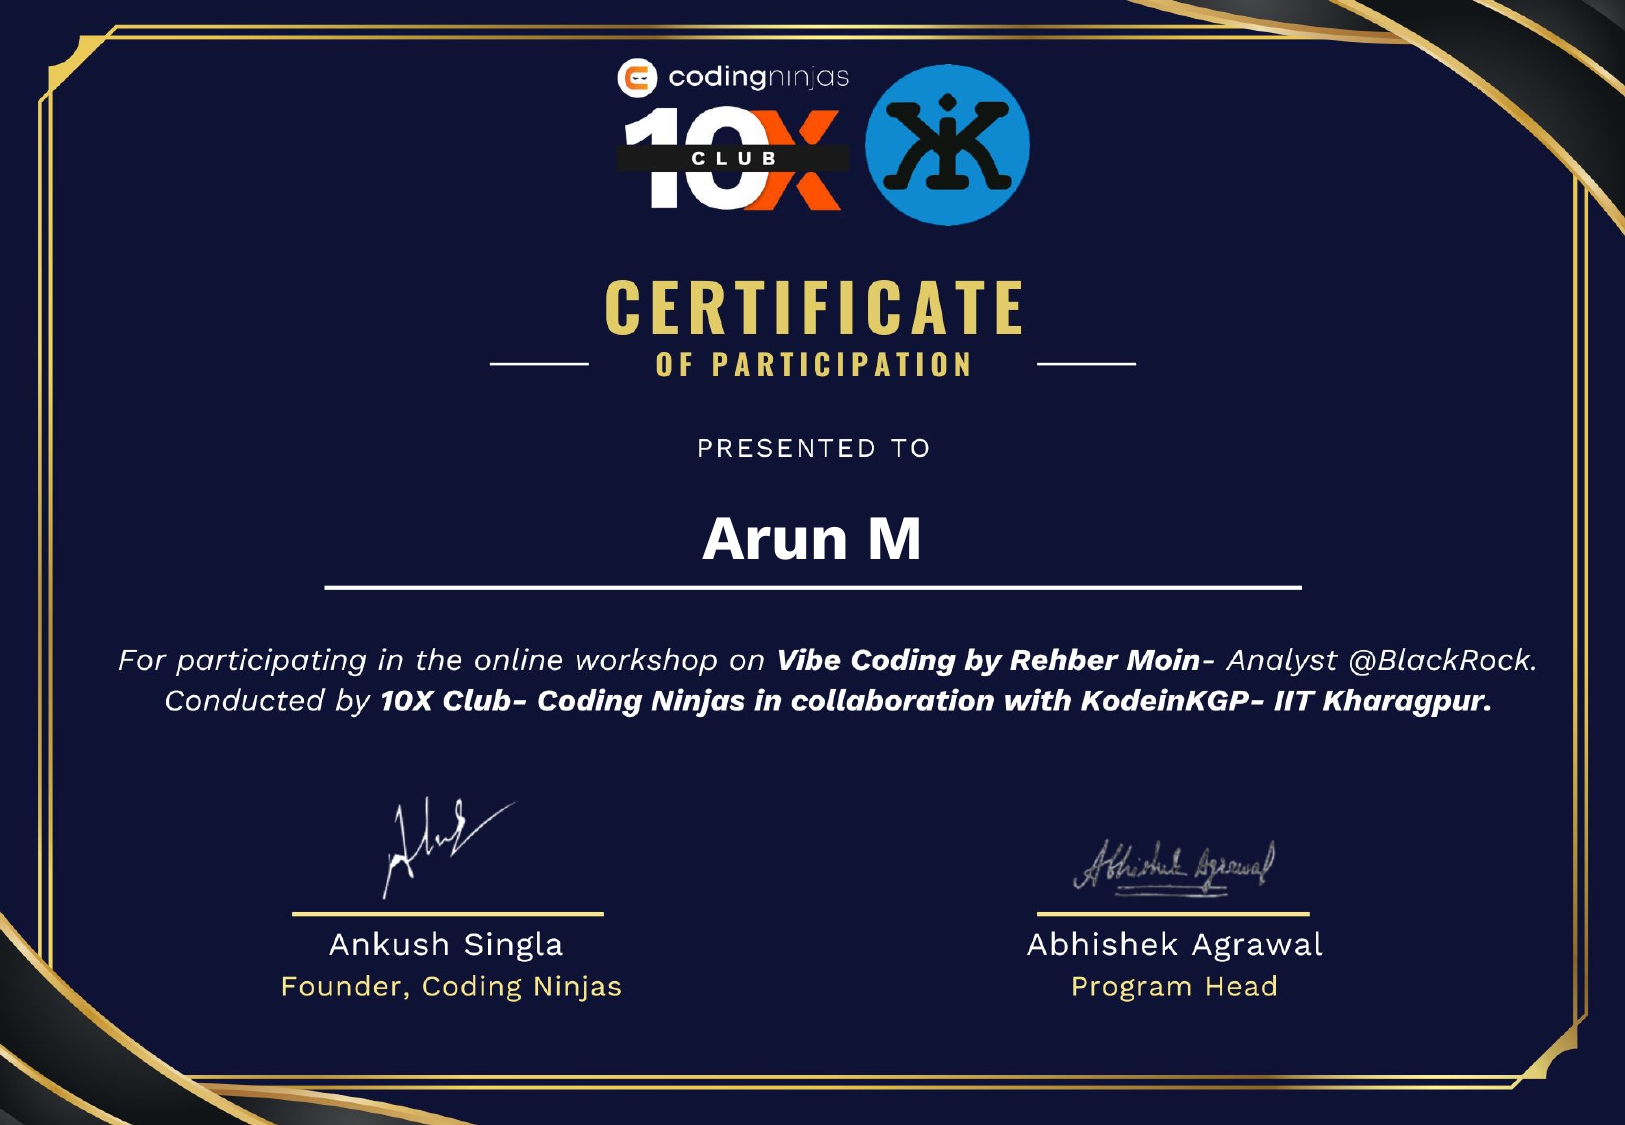 codingninjas
10X
CLUB
CERTIFICATE
OF PARTICIPATION
PRESENTED TO
Arun M
For participating in the online workshop on Vibe Coding by Rehber Moin- Analyst @BlackRock.
Conducted by 10X Club- Coding Ninjas in collaboration with KodeinKGP- IIT Kharagpur.
Abhishek Agrawal
Ankush Singla
Abhishek Agrawal
Founder, Coding Ninjas
Program Head